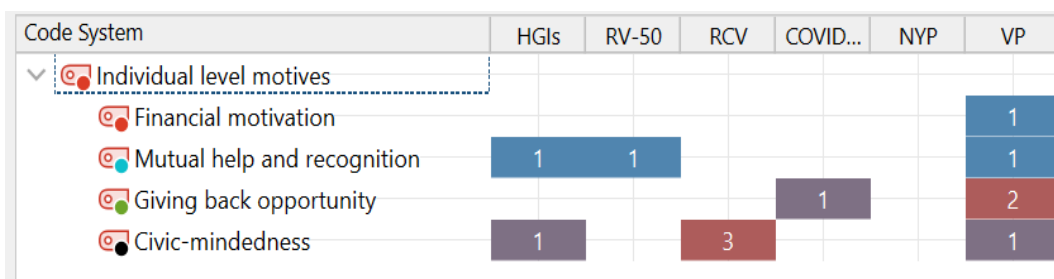 Code System HGIs RV-50 RCV COVID... NYP VP
Individual level motives
Financial motivation 1
Mutual help and recognition 1 1 1
Giving back opportunity 1 2
Civic-mindedness 1 3 1